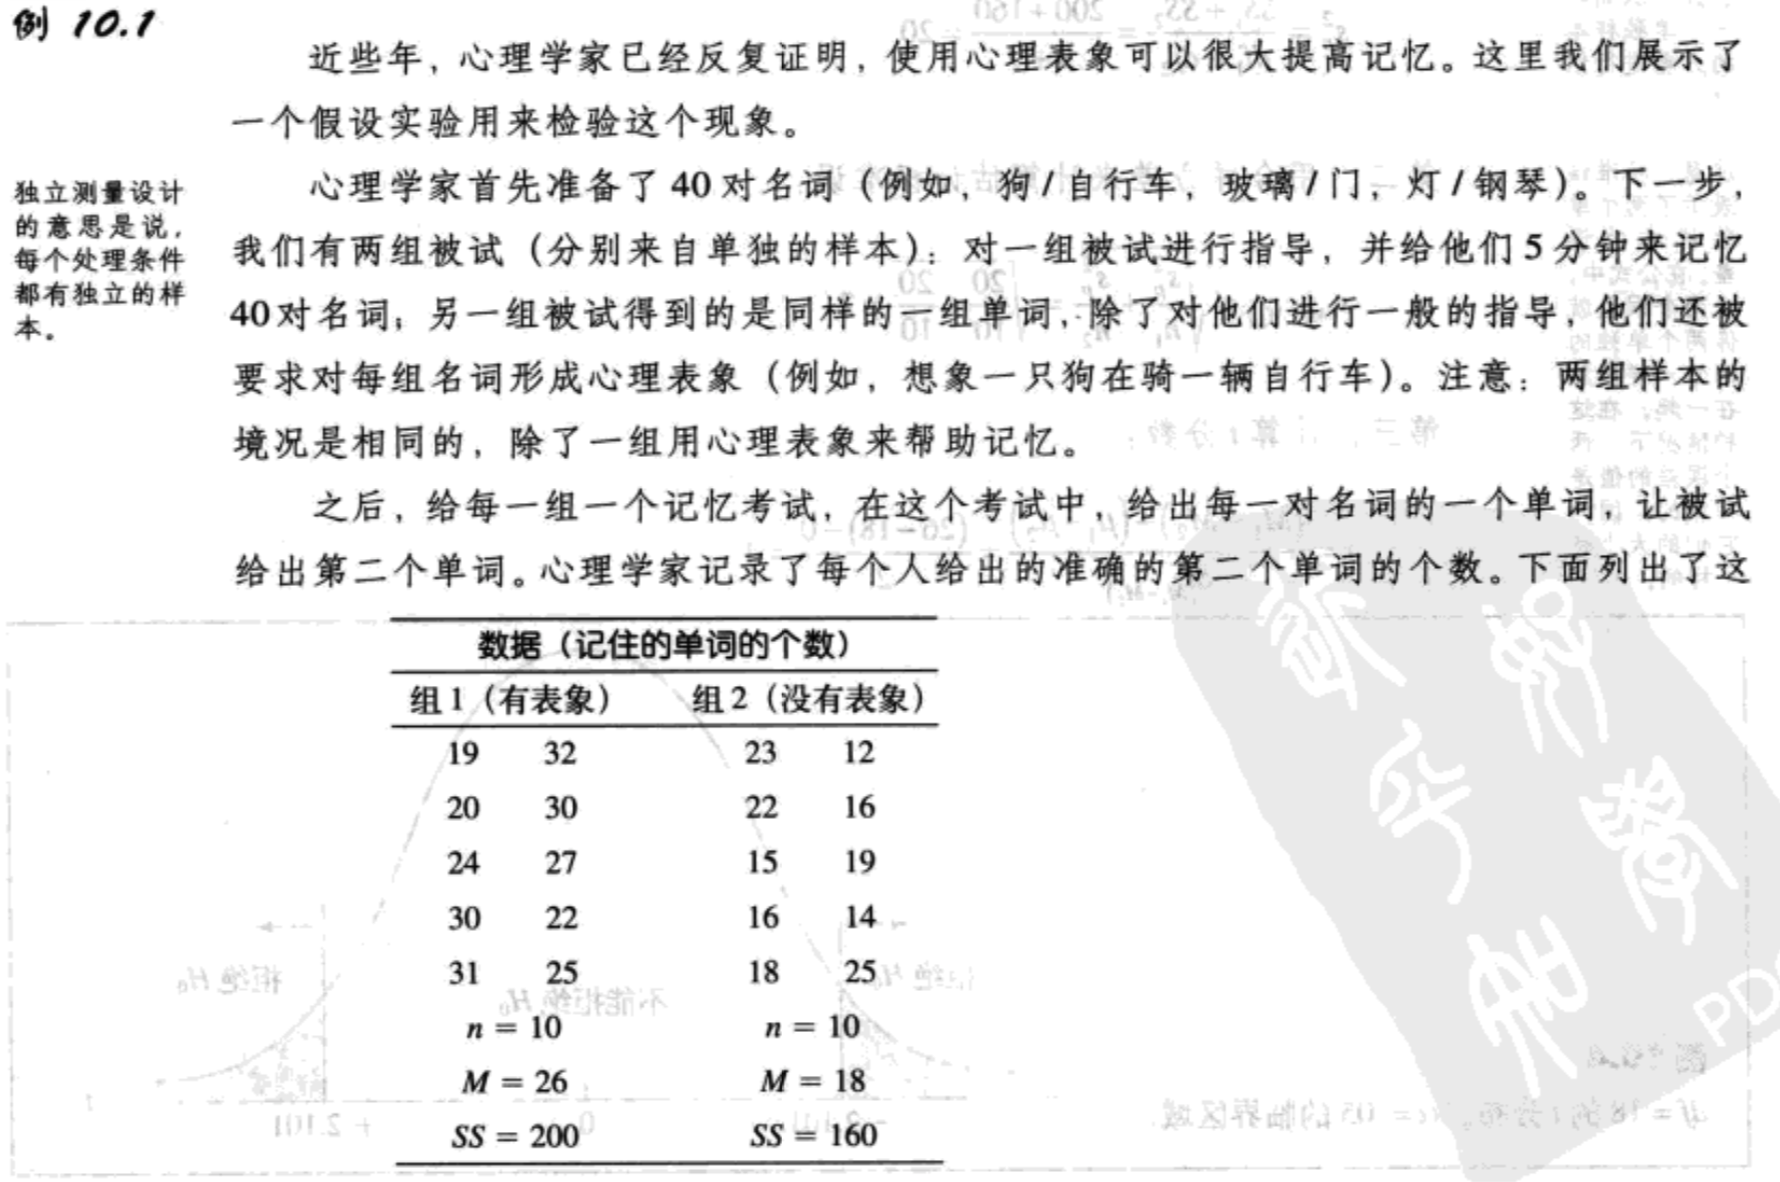 例 10.1
近些年，心理学家已经反复证明，使用心理表象可以很大提高记忆。这里我们展示了
一个假设实验用来检验这个现象。
独立测量设计
的意思是说，
每个处理条件
都有独立的样
本。
心理学家首先准备了 40 对名词（例如，狗/自行车，玻璃/门，灯/钢琴）。下一步，
我们有两组被试（分别来自单独的样本）：对一组被试进行指导，并给他们 5 分钟来记忆
40 对名词；另一组被试得到的是同样的一组单词，除了对他们进行一般的指导，他们还被
要求对每组名词形成心理表象（例如，想象一只狗在骑一辆自行车）。注意：两组样本的
境况是相同的，除了一组用心理表象来帮助记忆。
之后，给每一组一个记忆考试，在这个考试中，给出每一对名词的一个单词，让被试
给出第二个单词。心理学家记录了每个人给出的准确的第二个单词的个数。下面列出了这
数据（记住的单词的个数）
组 1（有表象） 组 2（没有表象）
19 32 23 12
20 30 22 16
24 27 15 19
30 22 16 14
31 25 18 25
n = 10 n = 10
M = 26 M = 18
SS = 200 SS = 160
PD